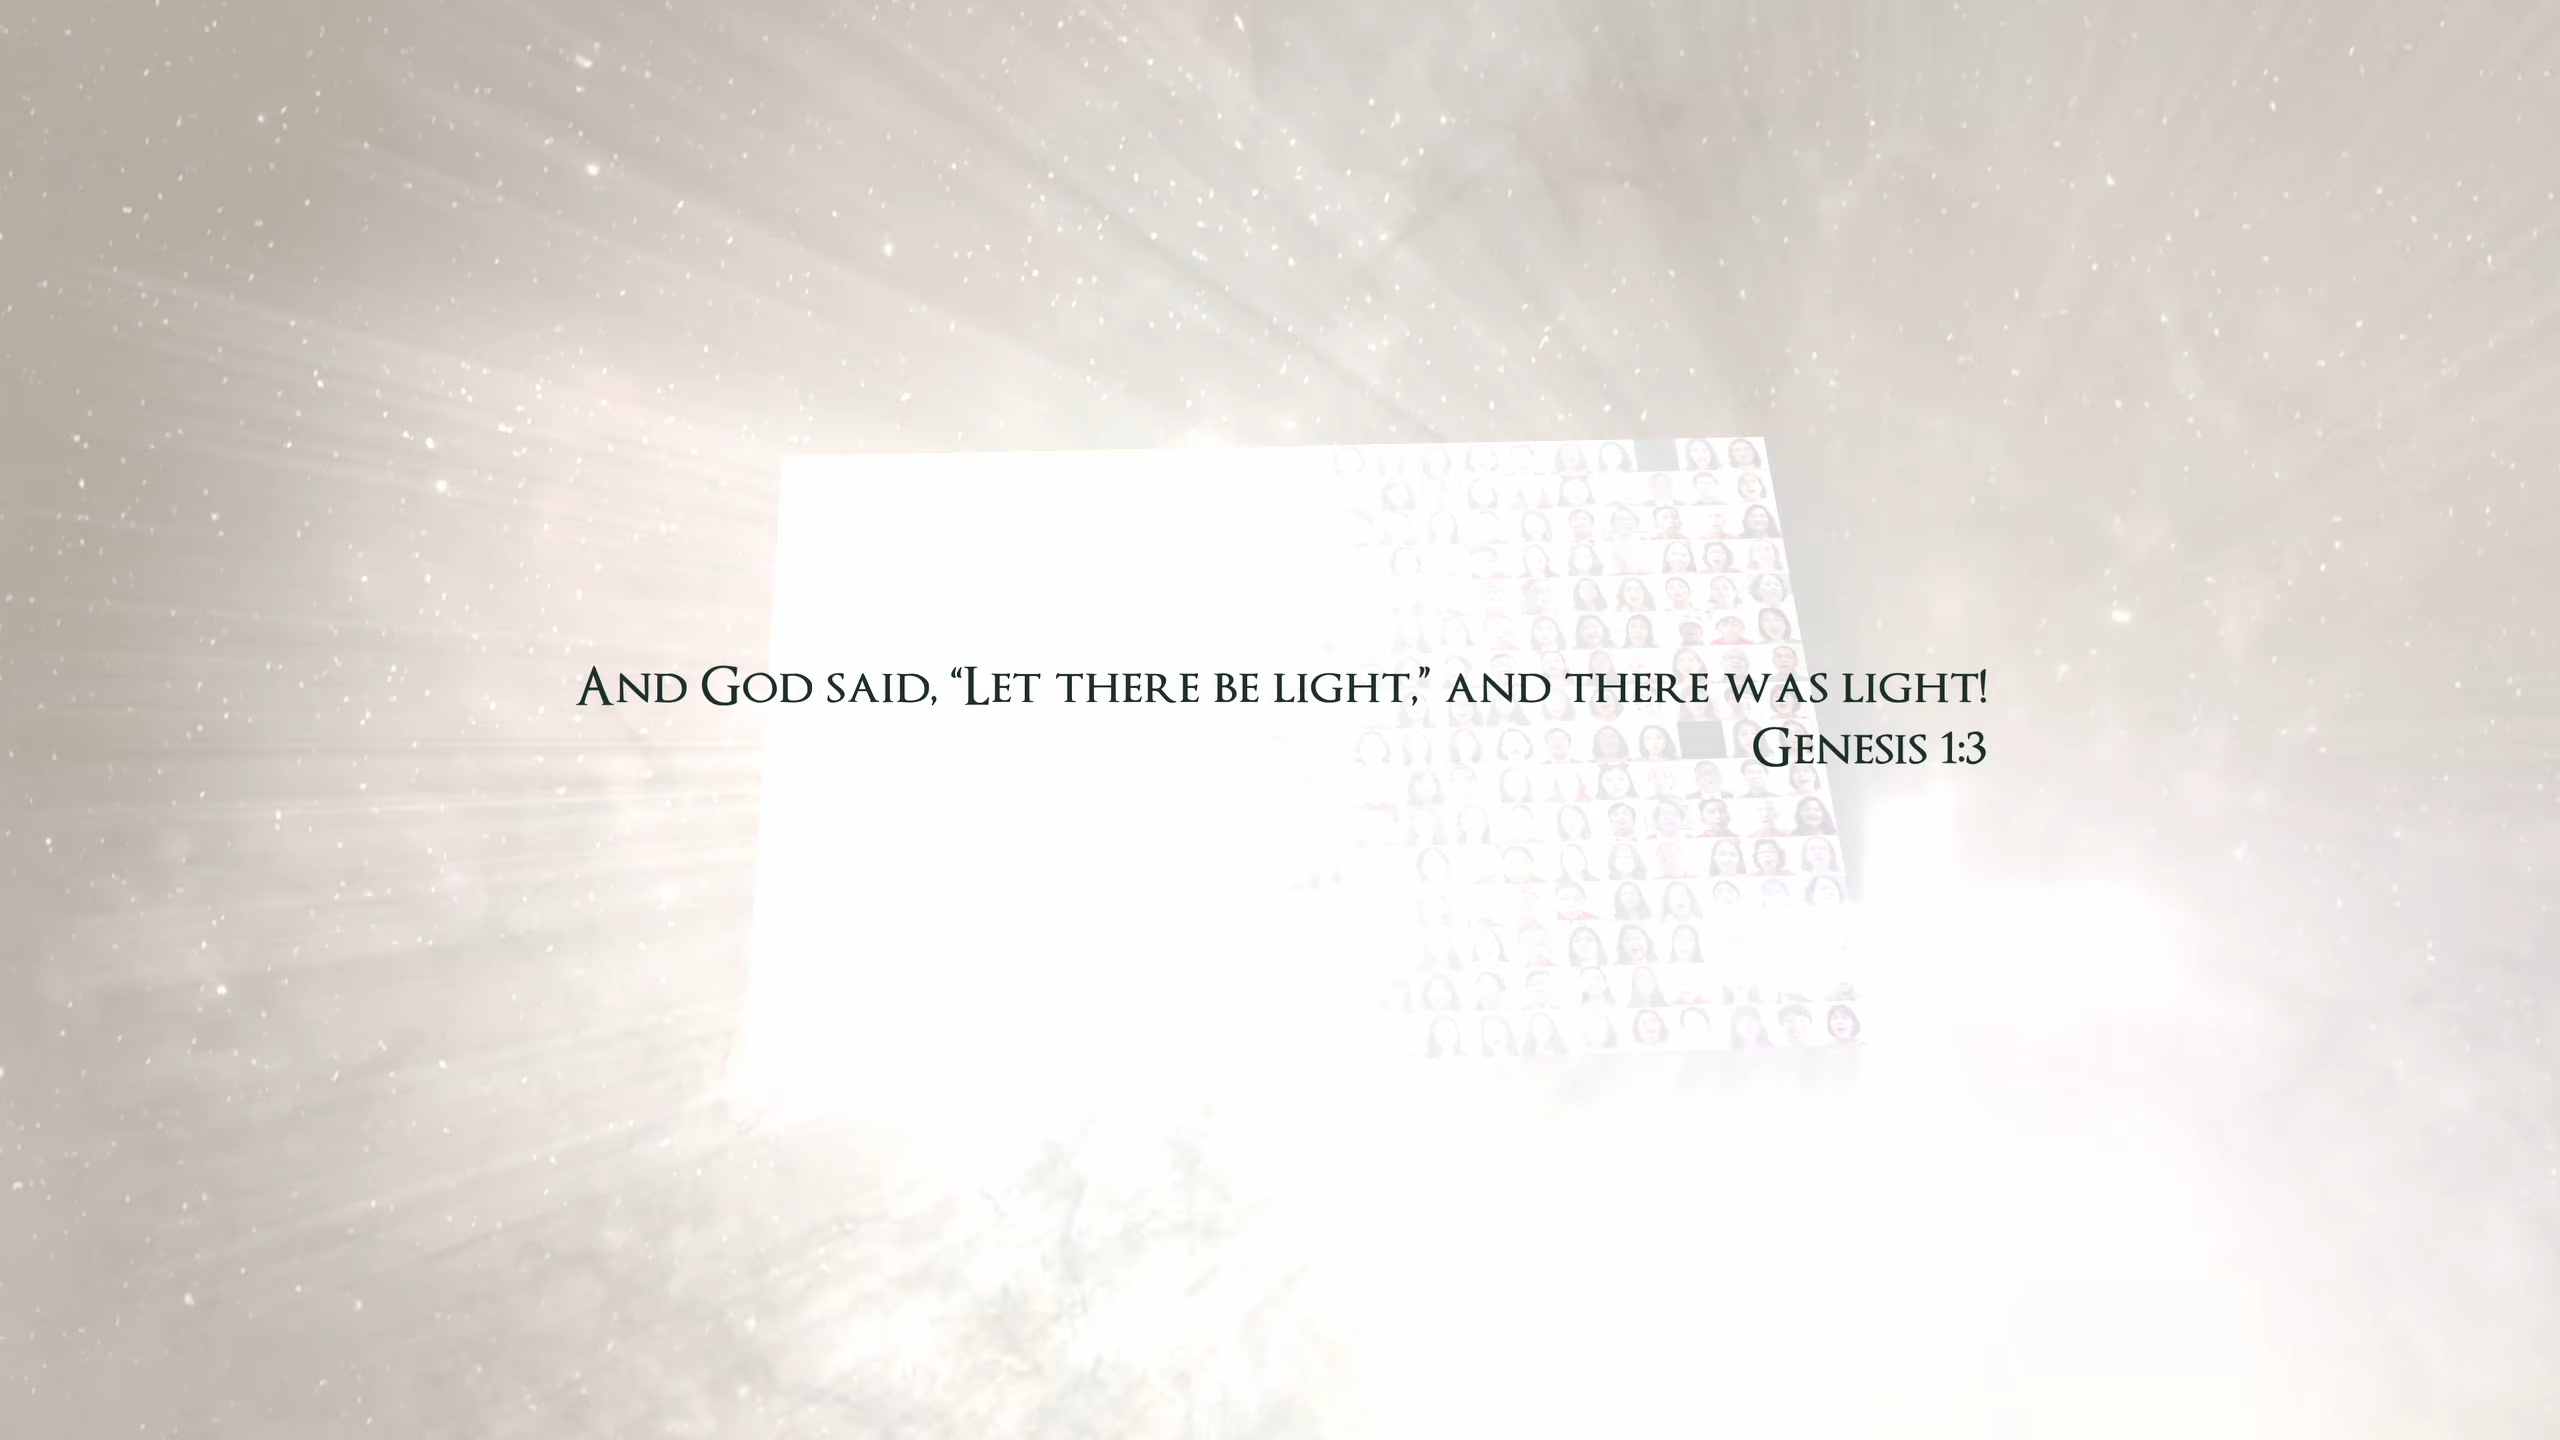 And God said, “Let there be light,” and there was light!
Genesis 1:3